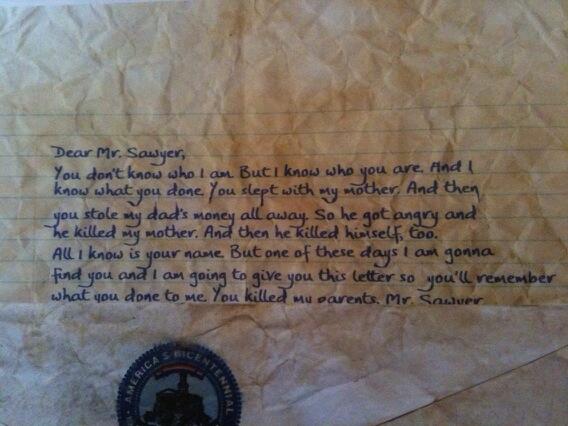 Dear Mr. Sawyer,
You don't know who I am. But I know who you are. And I
know what you done. You slept with my mother. And then
you stole my dad's money all away. So he got angry and
he killed my mother. And then he killed himself, too.
All I know is your name. But one of these days I am gonna
find you and I am going to give you this letter so you'll remember
what you done to me. You killed my parents. Mr. Sawyer
AMERICA'S BICENTENNIAL